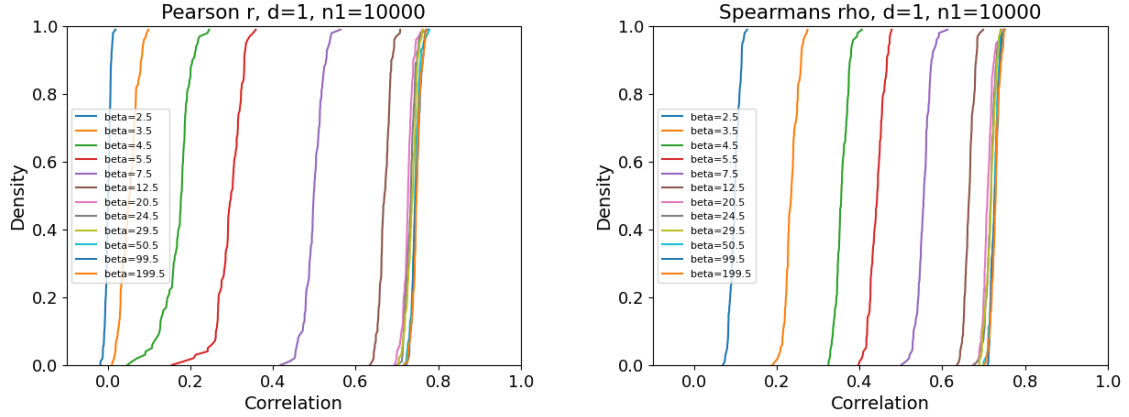 Pearson r, d=1, n1=10000
Density
1.0
0.8
0.6
0.4
0.2
0.0
beta=2.5
beta=3.5
beta=4.5
beta=5.5
beta=7.5
beta=12.5
beta=20.5
beta=24.5
beta=29.5
beta=50.5
beta=99.5
beta=199.5
0.0 0.2 0.4 0.6 0.8 1.0
Correlation
Spearmans rho, d=1, n1=10000
Density
1.0
0.8
0.6
0.4
0.2
0.0
beta=2.5
beta=3.5
beta=4.5
beta=5.5
beta=7.5
beta=12.5
beta=20.5
beta=24.5
beta=29.5
beta=50.5
beta=99.5
beta=199.5
0.0 0.2 0.4 0.6 0.8 1.0
Correlation